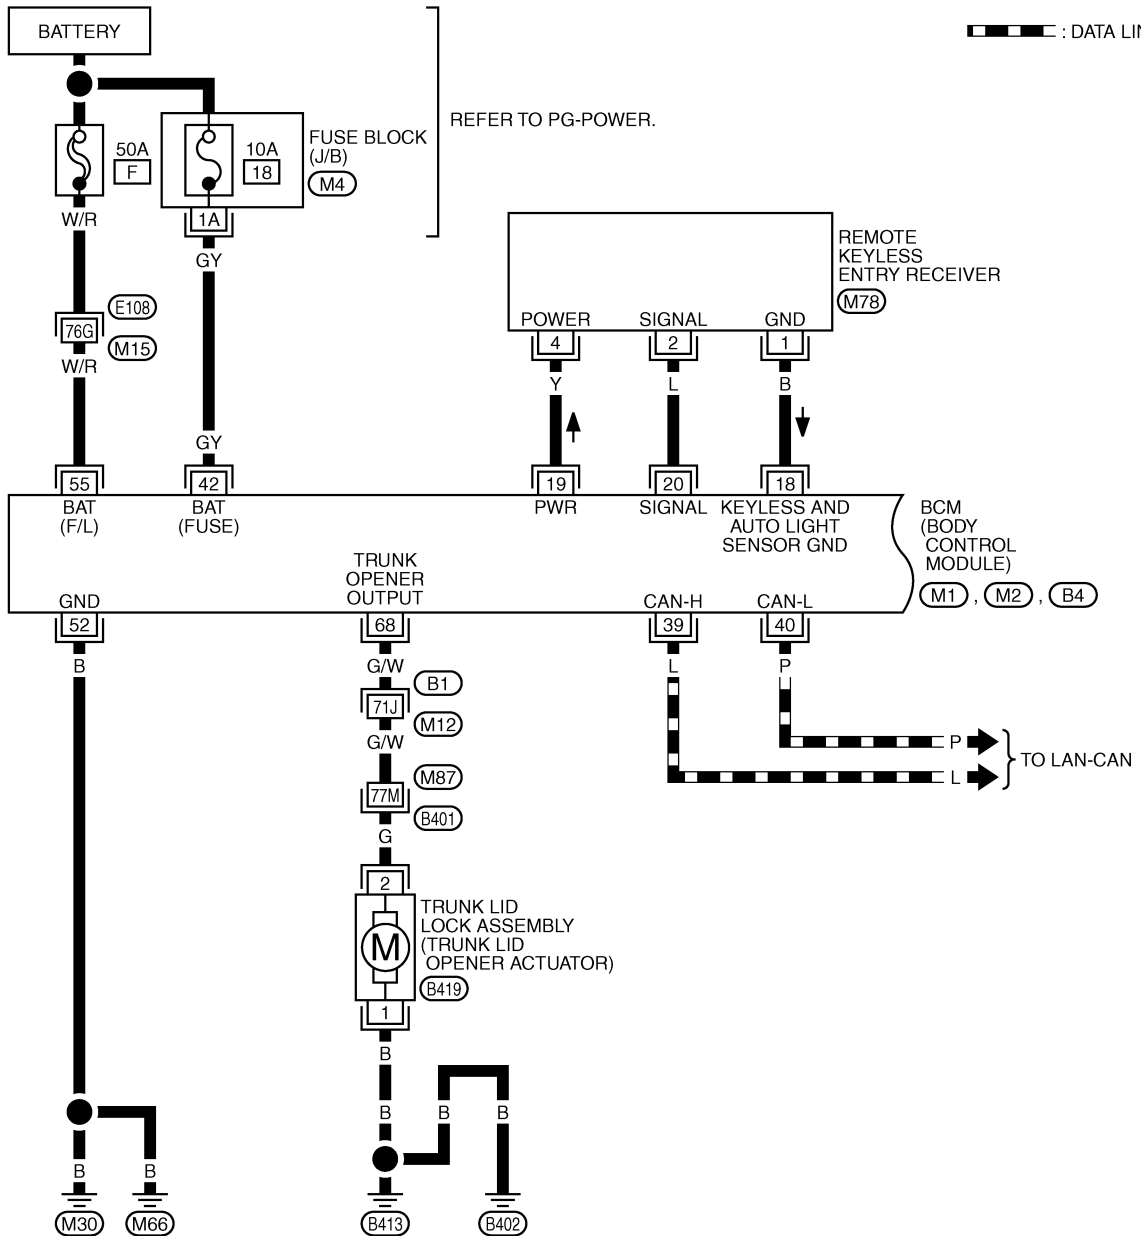 BATTERY
: DATA LI
REFER TO PG-POWER.
50A
F
10A
18
FUSE BLOCK
(J/B)
M4
W/R
1A
GY
E108
76G
M15
W/R
GY
REMOTE
KEYLESS
ENTRY RECEIVER
M78
POWER
SIGNAL
GND
4
2
1
Y
L
B
55
42
19
20
18
BAT
(F/L)
BAT
(FUSE)
PWR
SIGNAL
KEYLESS AND
AUTO LIGHT
SENSOR GND
BCM
(BODY
CONTROL
MODULE)
M1 , M2 , B4
TRUNK
OPENER
OUTPUT
GND
CAN-H
CAN-L
52
68
39
40
B
G/W
L
P
B1
71J
M12
G/W
P
L
TO LAN-CAN
M87
77M
B401
G
2
TRUNK LID
LOCK ASSEMBLY
(TRUNK LID
OPENER ACTUATOR)
M
B419
1
B
B
B
B
B
B
M30
M66
B413
B402